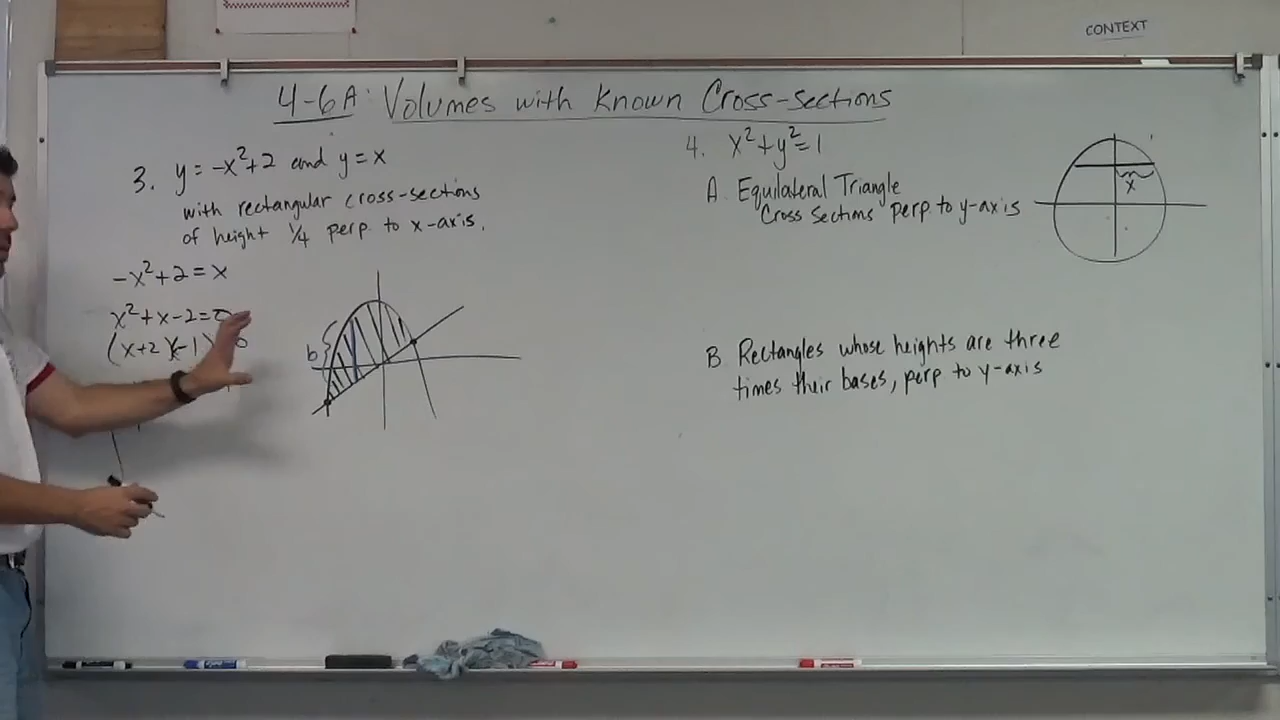 CONTEXT
4-6A: Volumes with Known Cross-sections
3. y = -x²+2 and y = x
with rectangular cross-sections
of height 1/4 perp. to x-axis.
-x²+2 = x
x²+x-2=0
(x+2)(x-1)
b
4. x²+y²=1
A Equilateral Triangle
Cross Sections perp to y-axis
x
B Rectangles whose heights are three
times their bases, perp to y-axis